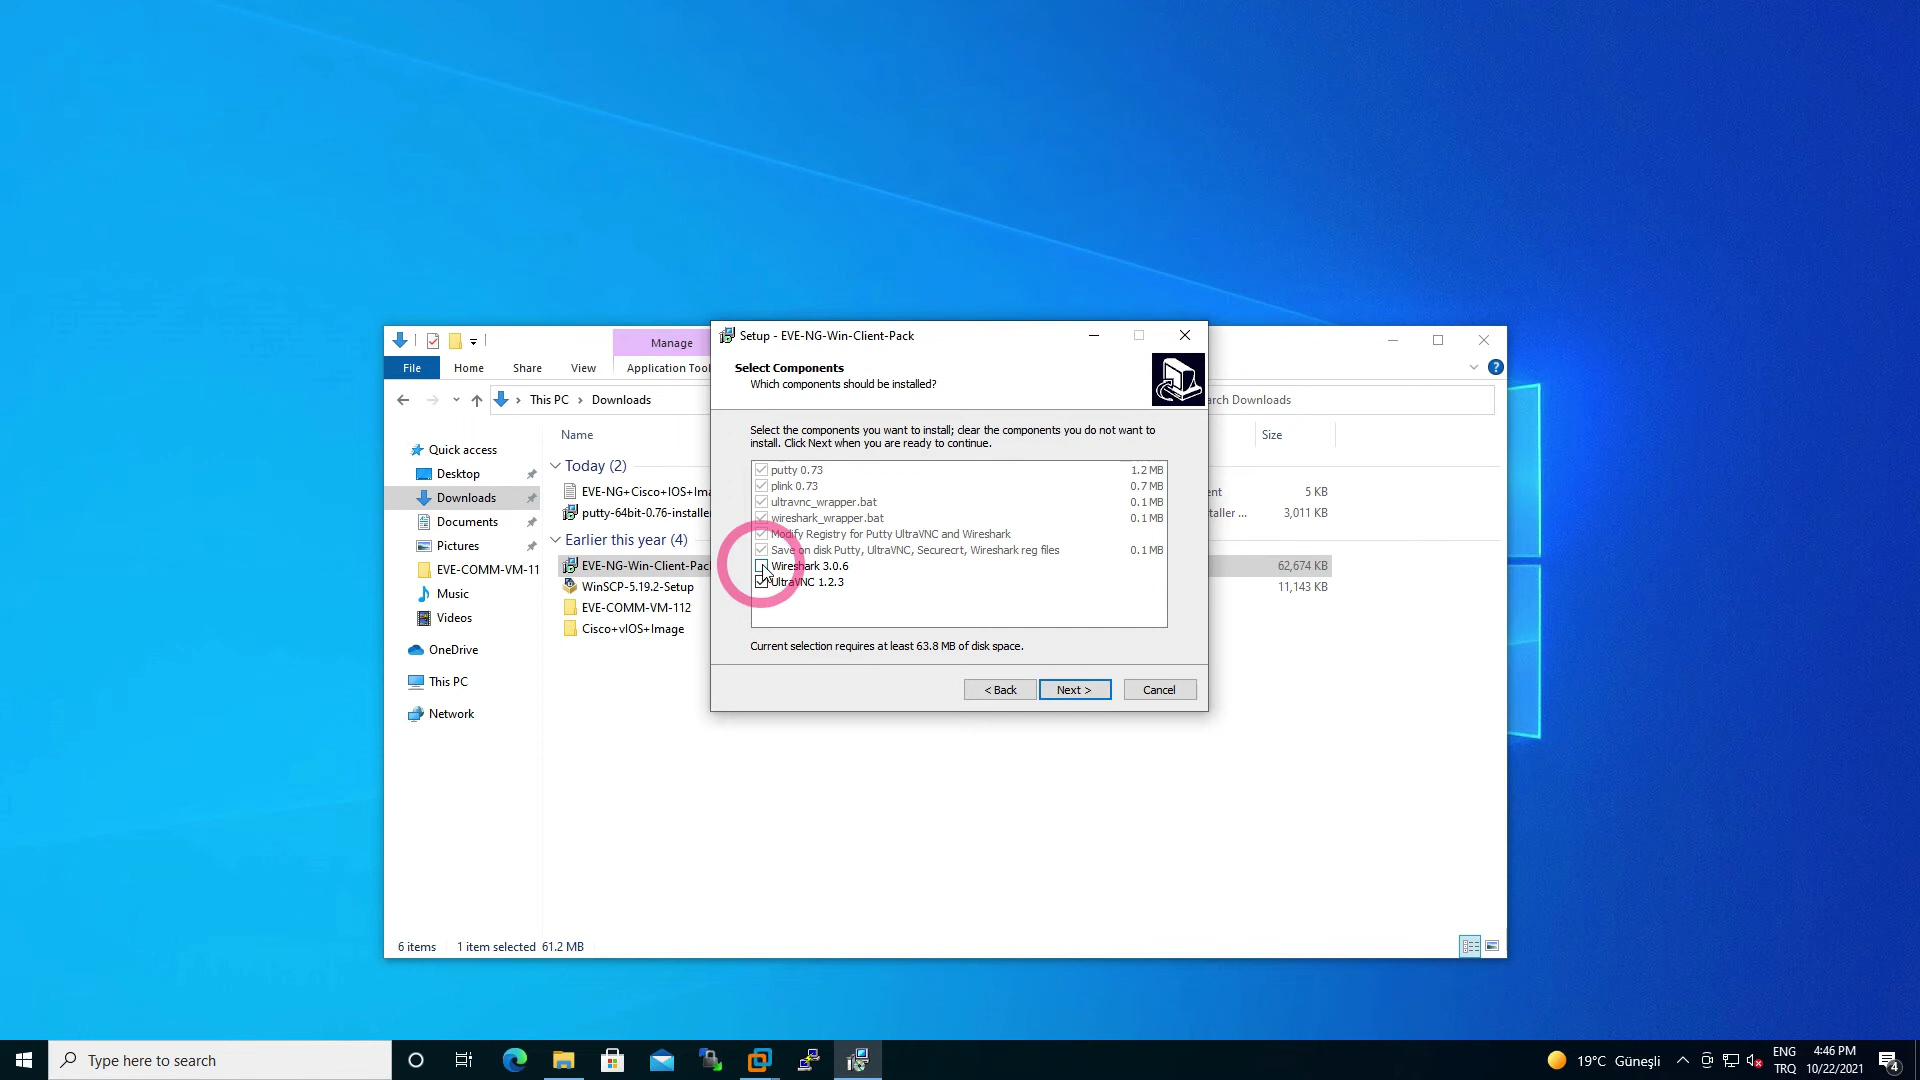 Setup - EVE-NG-Win-Client-Pack
Manage
File
Home
Share
View
Application Tool
Select Components
Which components should be installed?
This PC
Downloads
Downloads
Select the components you want to install; clear the components you do not want to
install. Click Next when you are ready to continue.
putty 0.73 1.2 MB
plink 0.73 0.7 MB
ultravnc_wrapper.bat 0.1 MB
wireshark_wrapper.bat 0.1 MB
Modify Registry for Putty UltraVNC and Wireshark
Save on disk Putty, UltraVNC, Securecrt, Wireshark reg files 0.1 MB
Wireshark 3.0.6
UltraVNC 1.2.3
Current selection requires at least 63.8 MB of disk space.
< Back
Next >
Cancel
Quick access
Desktop
Downloads
Documents
Pictures
EVE-COMM-VM-11
Music
Videos
OneDrive
This PC
Network
Name
Size
Today (2)
EVE-NG+Cisco+IOS+Ima 5 KB
putty-64bit-0.76-installer 3,011 KB
Earlier this year (4)
EVE-NG-Win-Client-Pack 62,674 KB
WinSCP-5.19.2-Setup 11,143 KB
EVE-COMM-VM-112
Cisco+vIOS+Image
6 items 1 item selected 61.2 MB
Type here to search
19°C Güneşli
ENG
TRQ
4:46 PM
10/22/2021
4